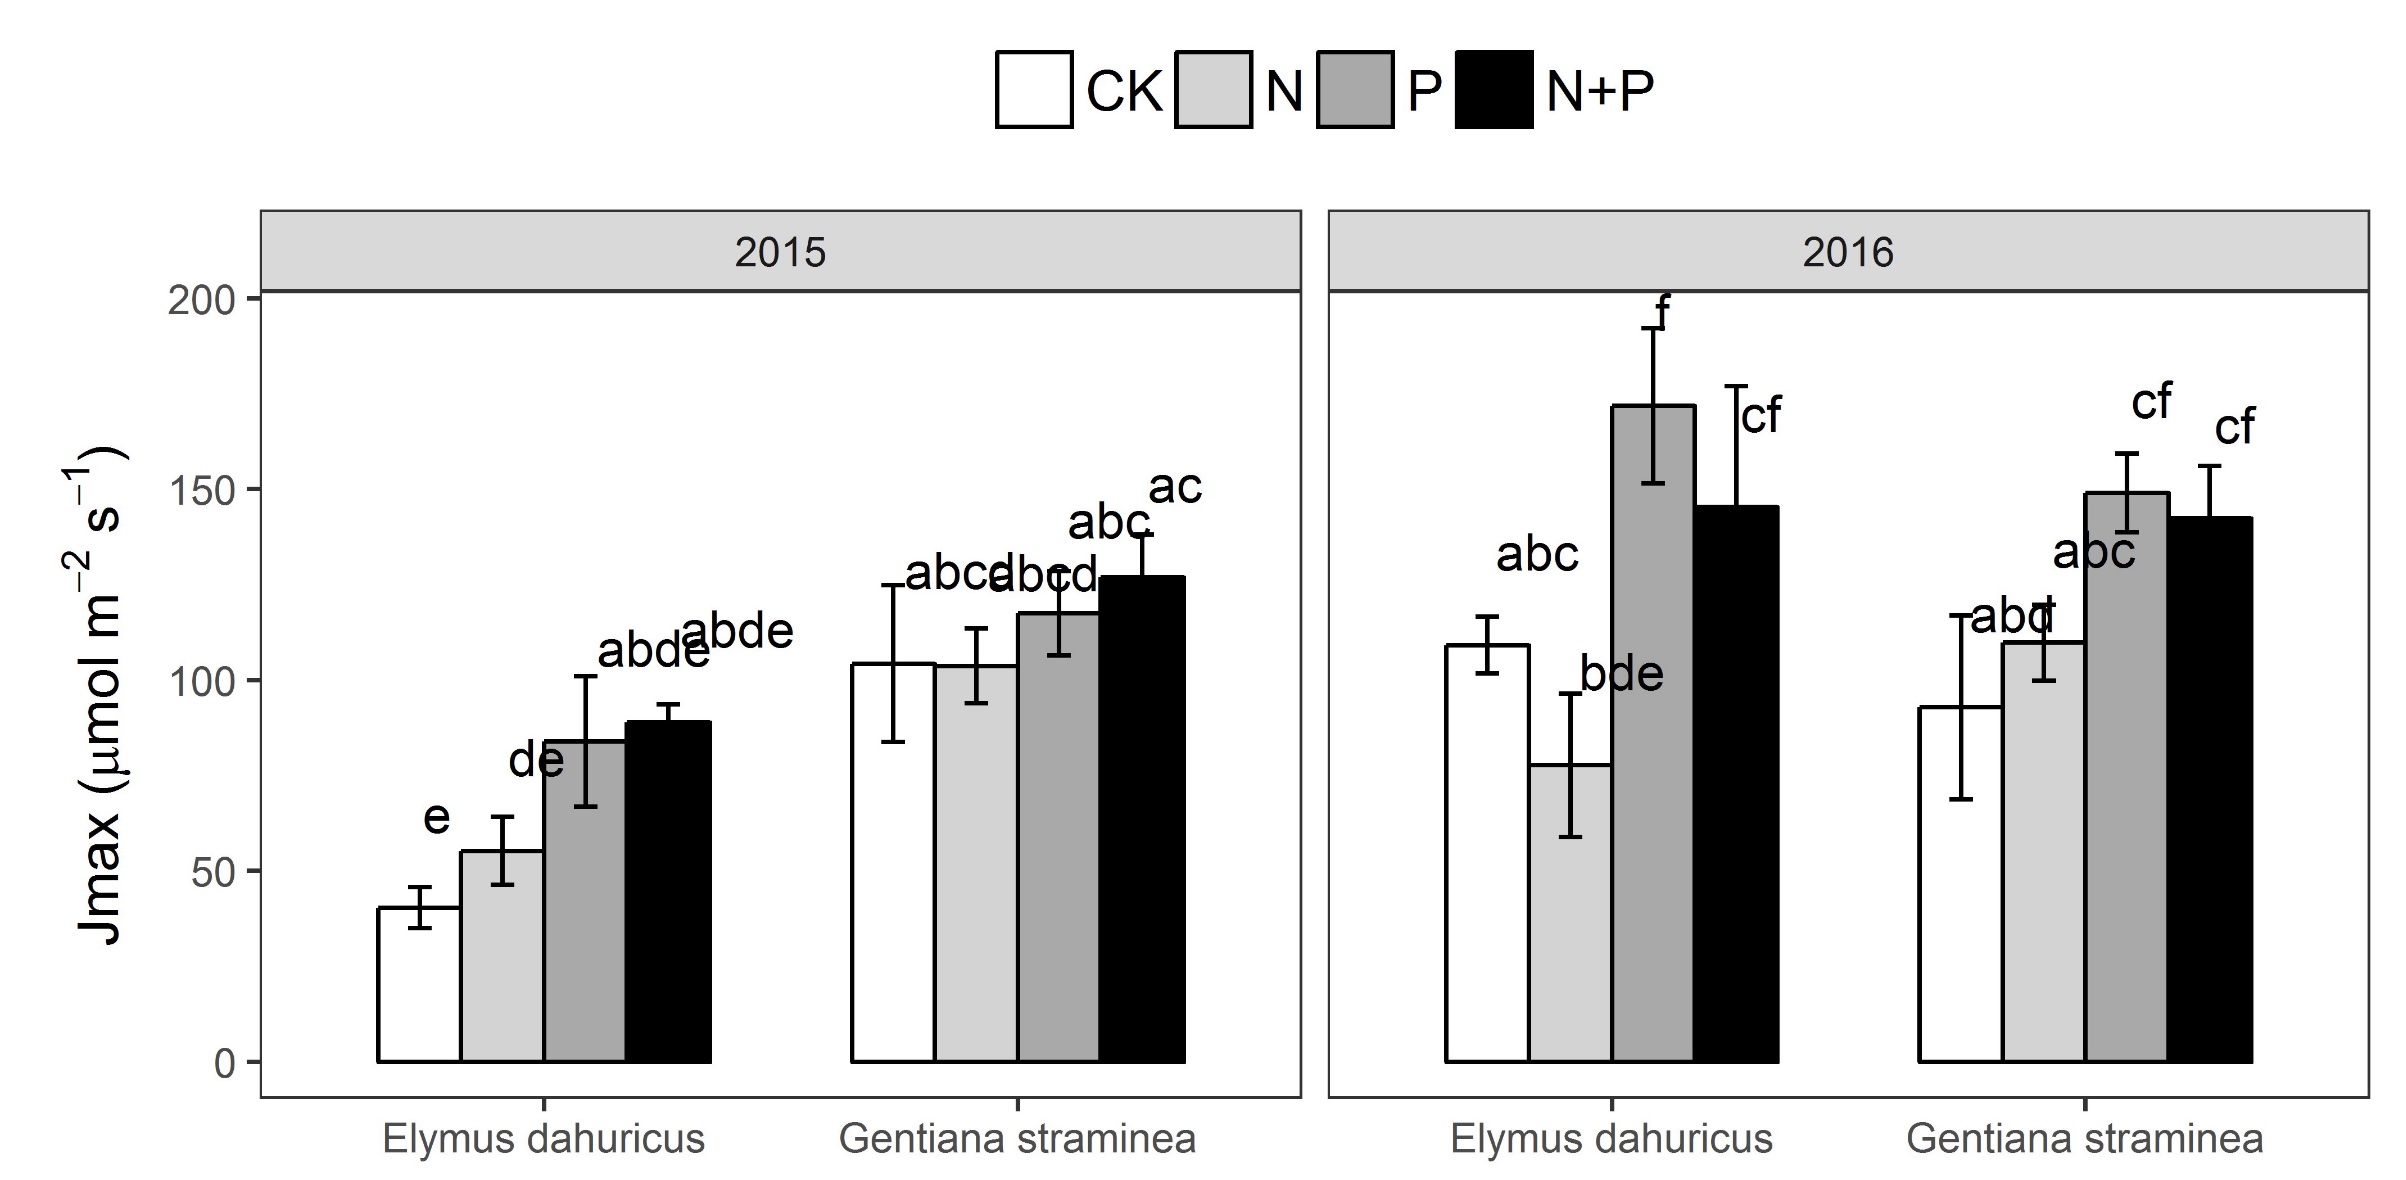 CK N P N+P
2015 2016
200
150
100
50
0
Jmax (μmol m⁻² s⁻¹)
e de abde abde abcd abcd abc ac
abc bde f cf abd abc cf cf
Elymus dahuricus Gentiana straminea Elymus dahuricus Gentiana straminea